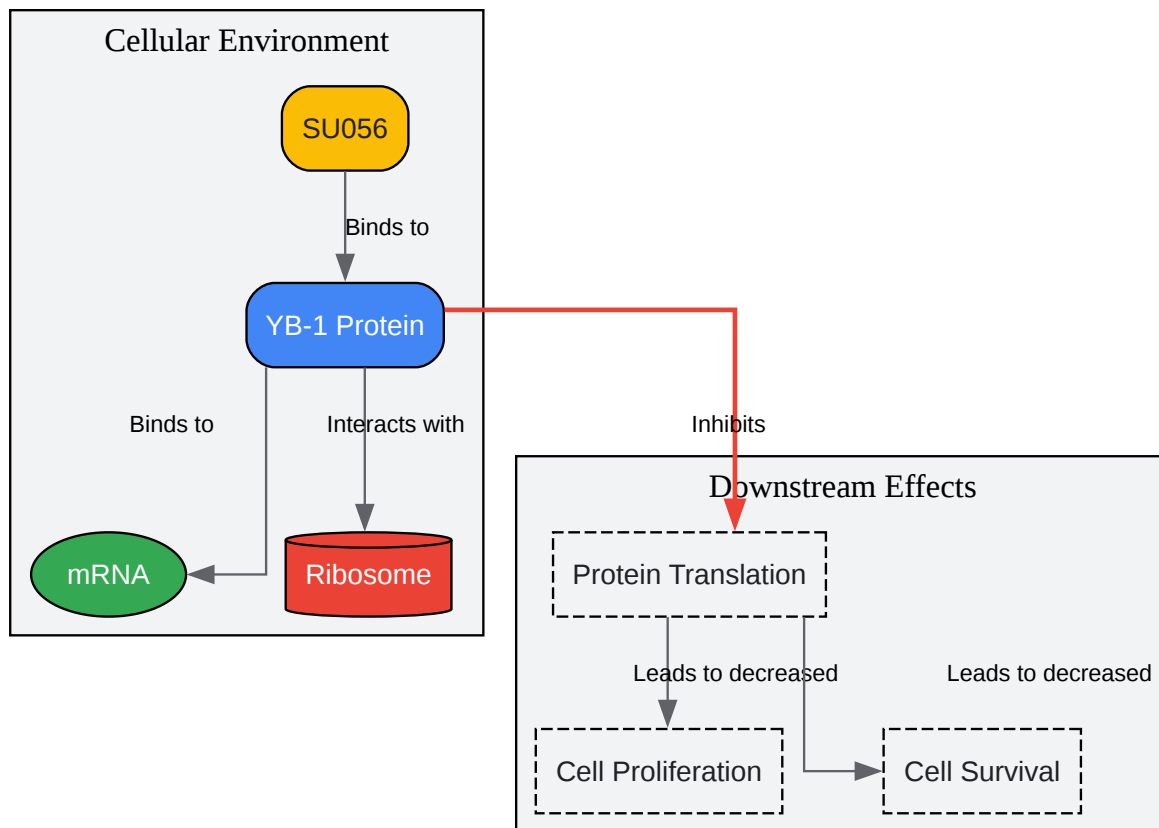 Cellular Environment
SU056
Binds to
YB-1 Protein
Binds to
Interacts with
Inhibits
mRNA
Ribosome
Downstream Effects
Protein Translation
Leads to decreased
Leads to decreased
Cell Proliferation
Cell Survival